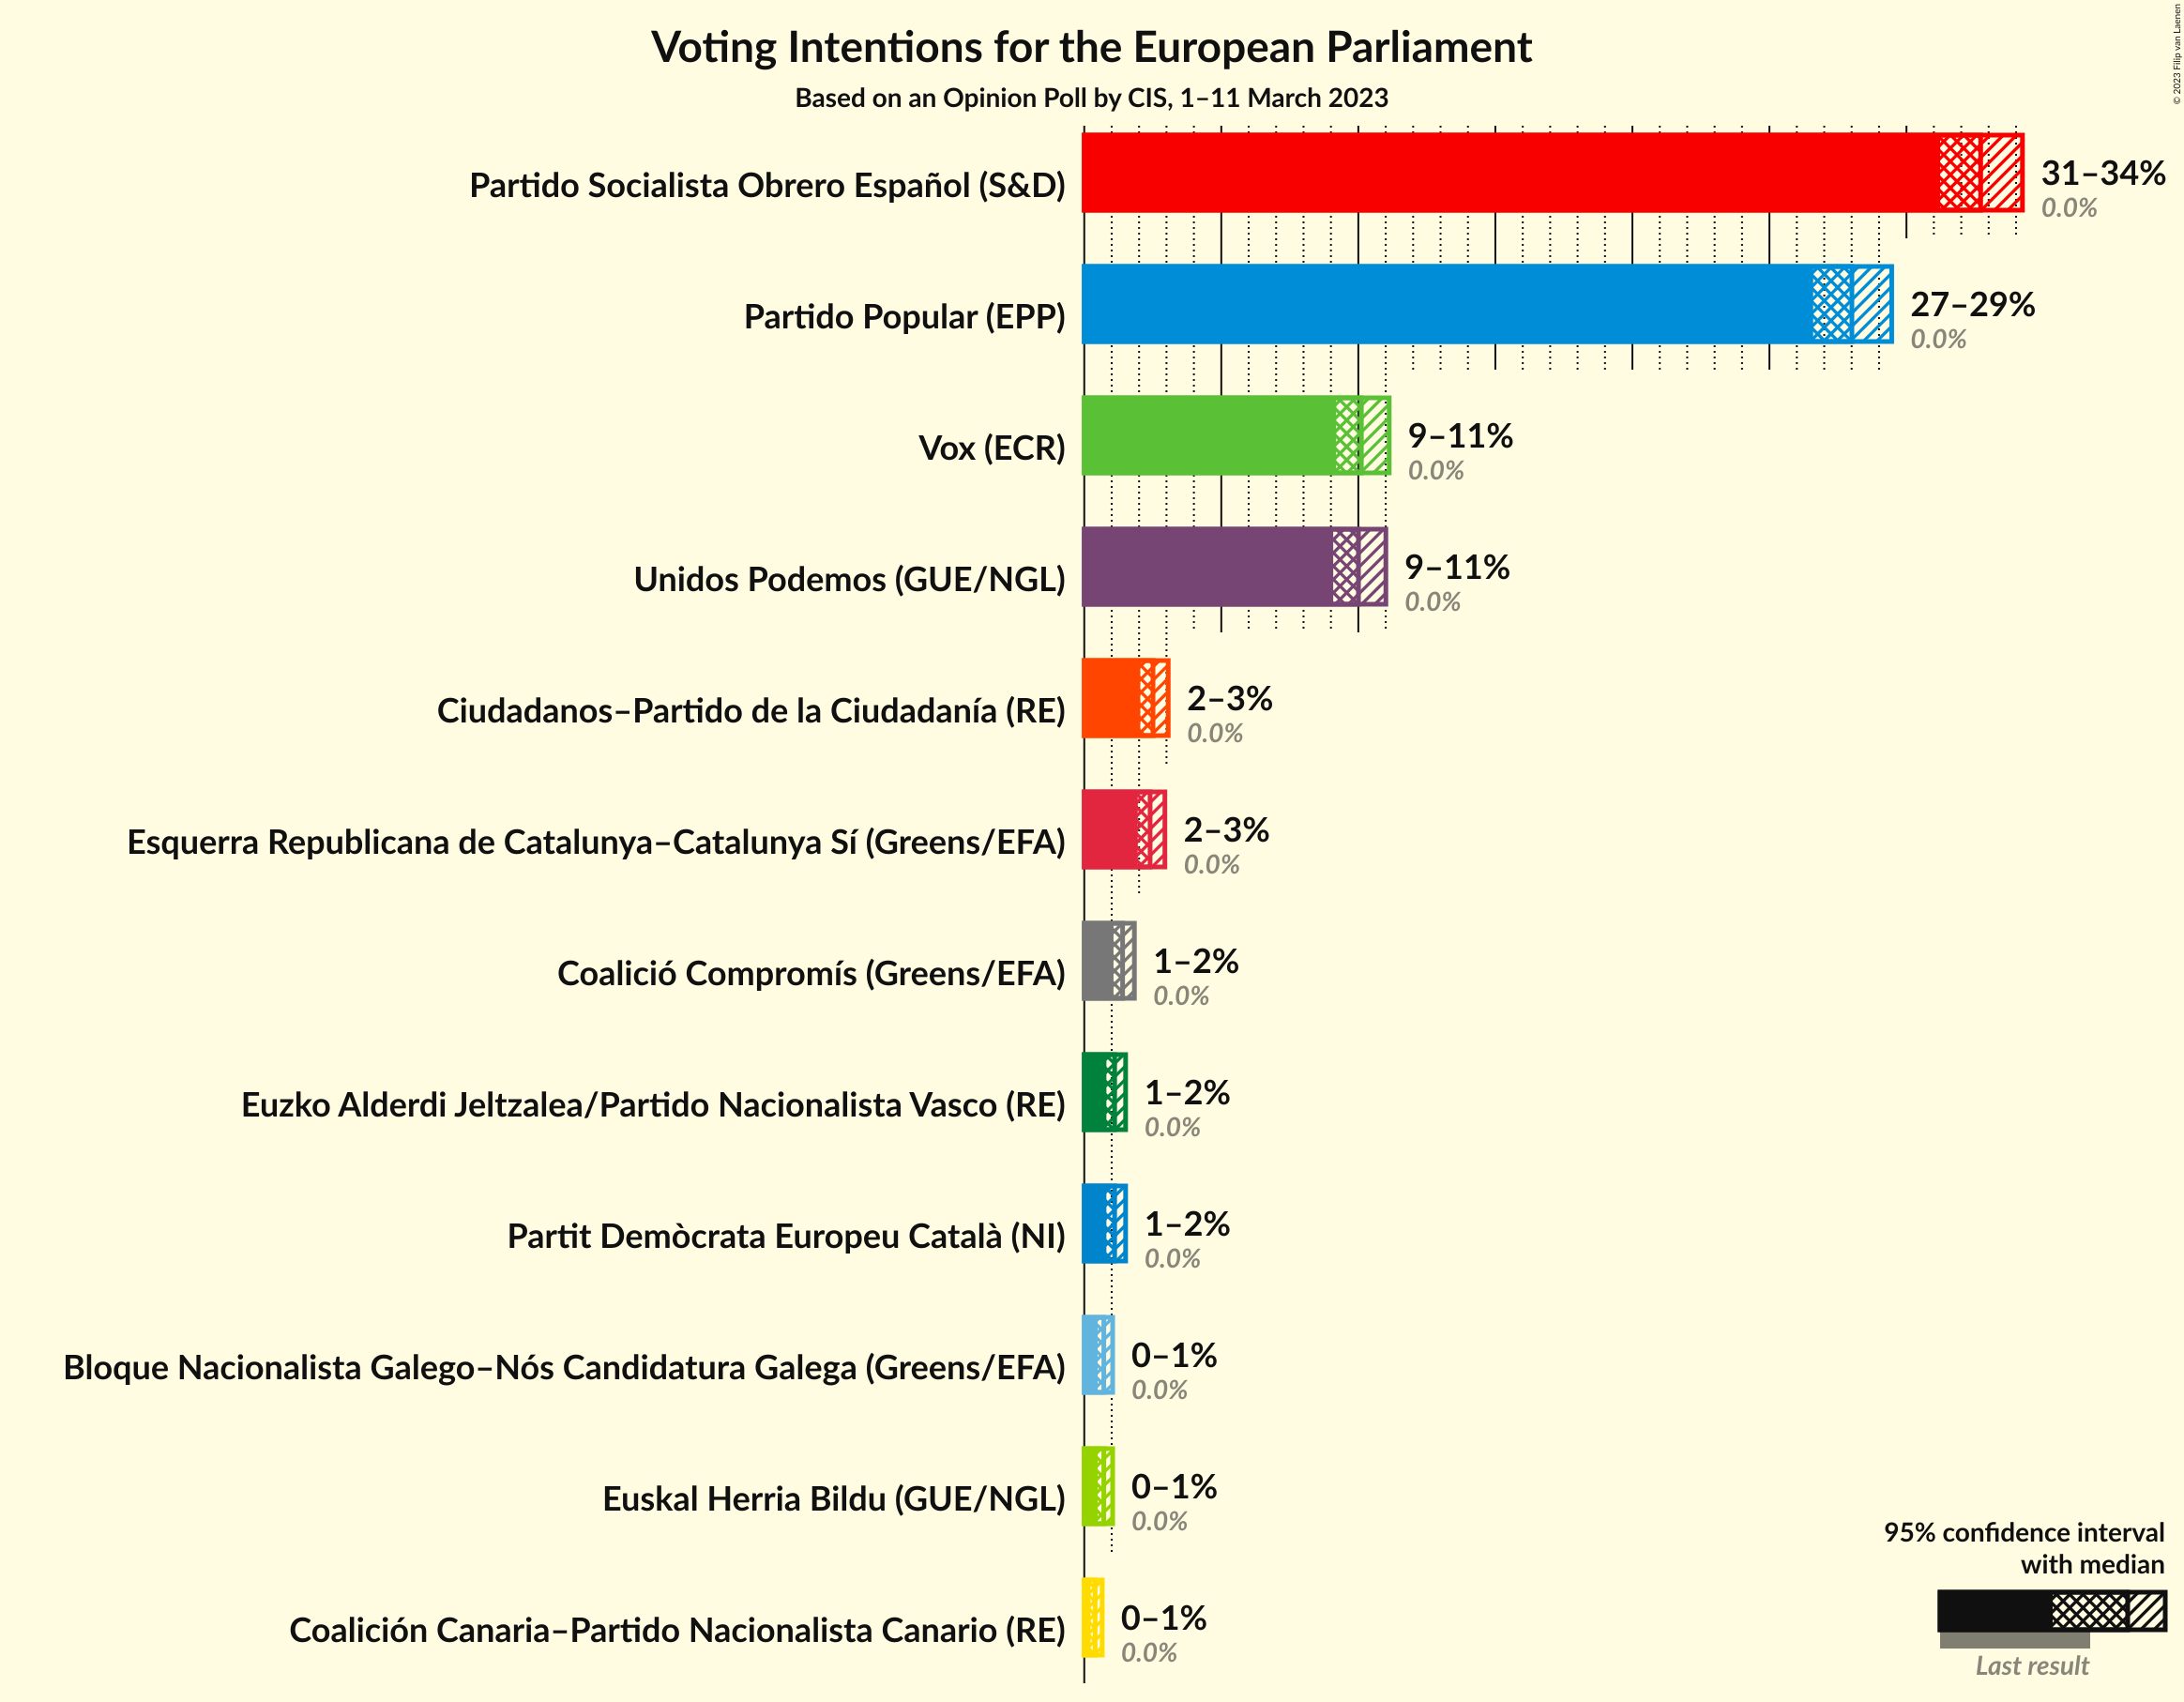 Voting Intentions for the European Parliament
Based on an Opinion Poll by CIS, 1–11 March 2023
© 2023 Filip van Laenen
Partido Socialista Obrero Español (S&D)
31–34%
0.0%
Partido Popular (EPP)
27–29%
0.0%
Vox (ECR)
9–11%
0.0%
Unidos Podemos (GUE/NGL)
9–11%
0.0%
Ciudadanos–Partido de la Ciudadanía (RE)
2–3%
0.0%
Esquerra Republicana de Catalunya–Catalunya Sí (Greens/EFA)
2–3%
0.0%
Coalició Compromís (Greens/EFA)
1–2%
0.0%
Euzko Alderdi Jeltzalea/Partido Nacionalista Vasco (RE)
1–2%
0.0%
Partit Demòcrata Europeu Català (NI)
1–2%
0.0%
Bloque Nacionalista Galego–Nós Candidatura Galega (Greens/EFA)
0–1%
0.0%
Euskal Herria Bildu (GUE/NGL)
0–1%
0.0%
Coalición Canaria–Partido Nacionalista Canario (RE)
0–1%
0.0%
95% confidence interval
with median
Last result